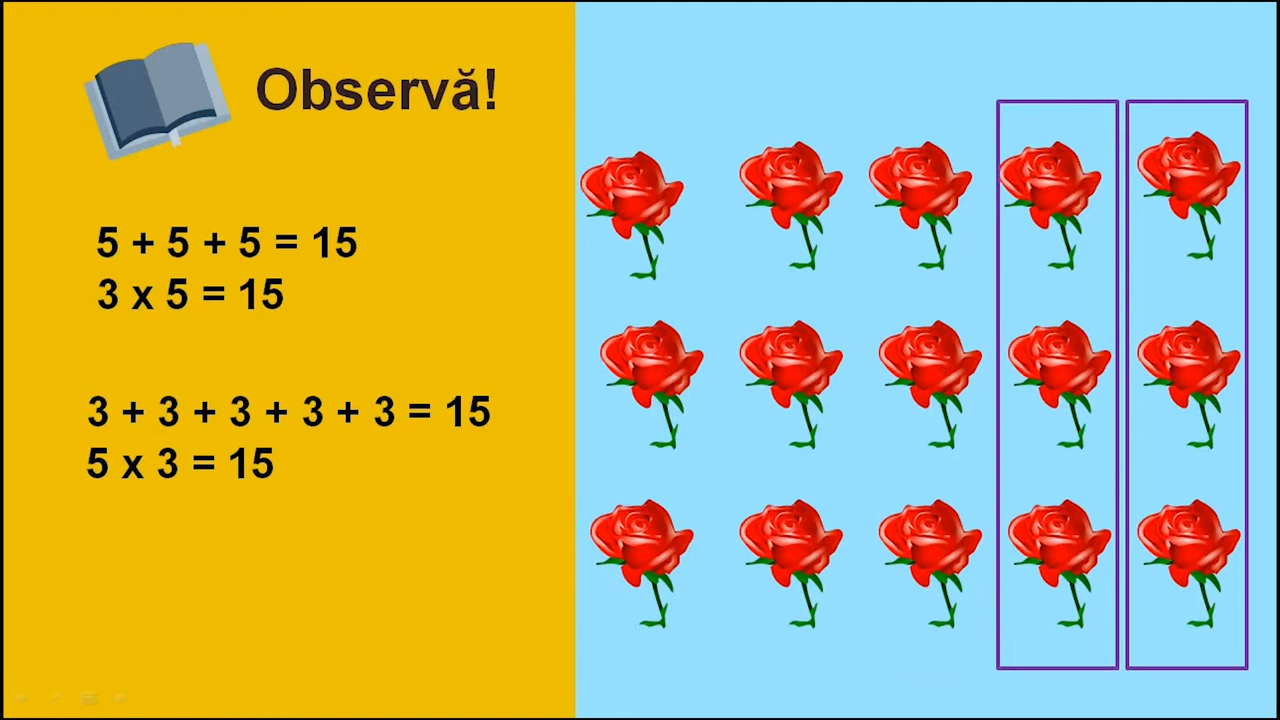 Observă!
5 + 5 + 5 = 15
3 x 5 = 15
3 + 3 + 3 + 3 + 3 = 15
5 x 3 = 15